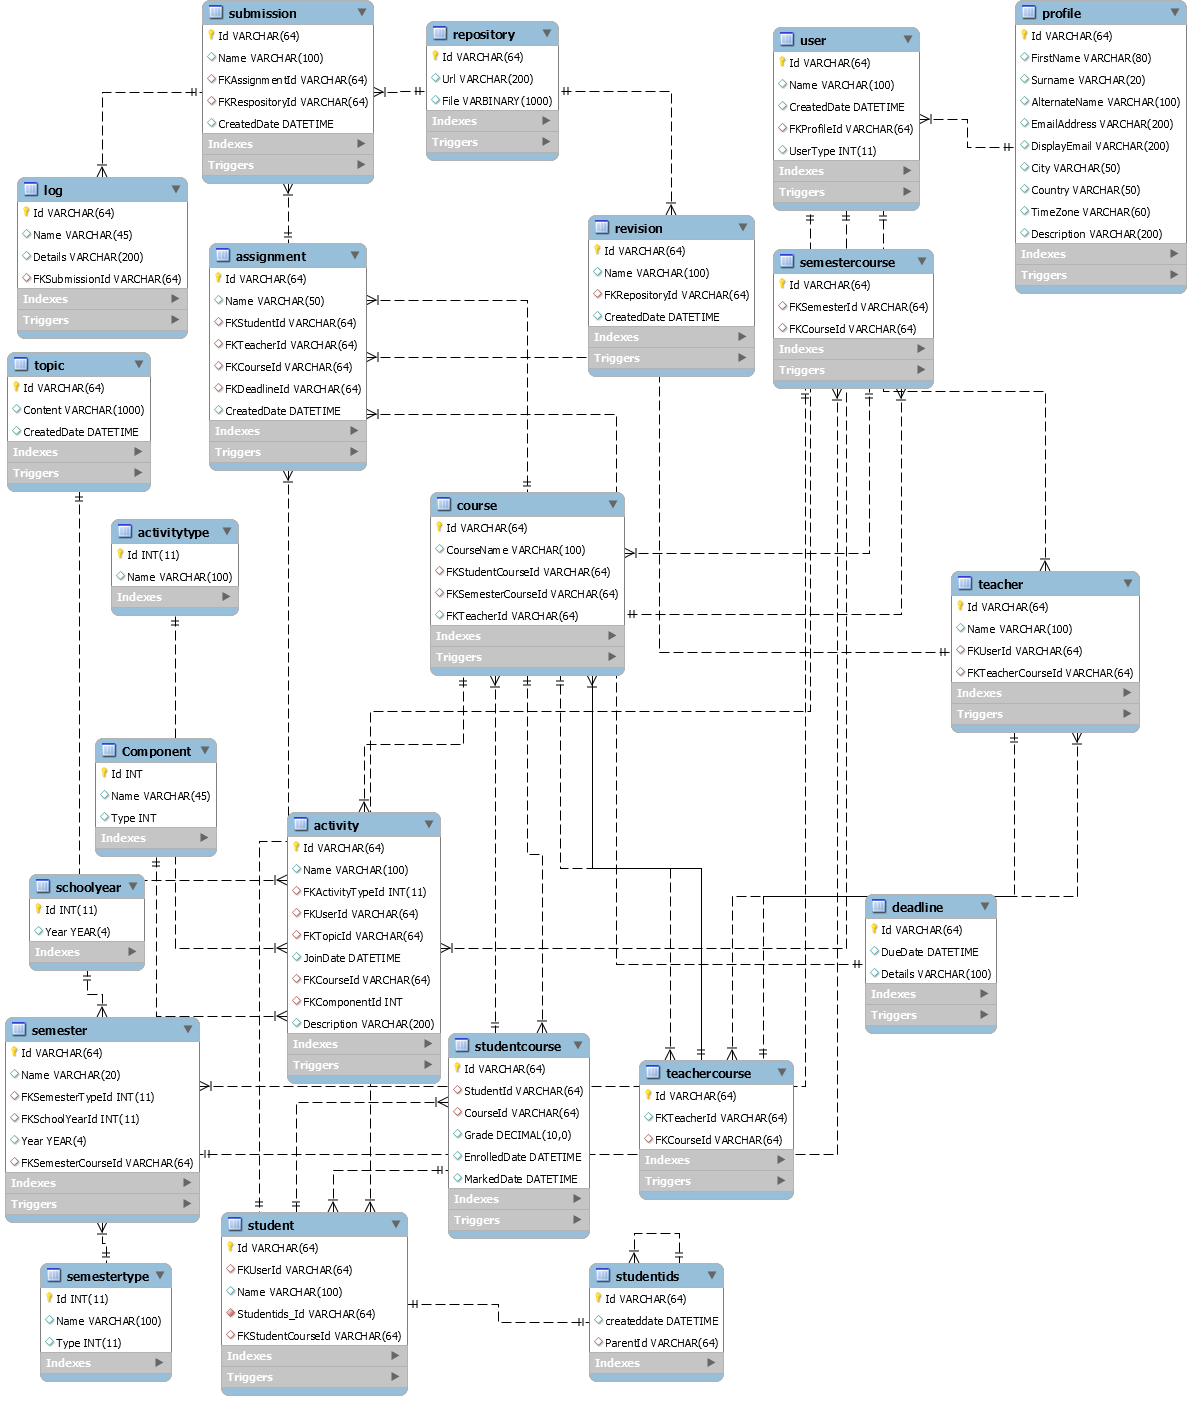 submission
Id VARCHAR(64)
Name VARCHAR(100)
FKAssignmentId VARCHAR(64)
FKRespositoryId VARCHAR(64)
CreatedDate DATETIME
Indexes
Triggers
repository
Id VARCHAR(64)
Url VARCHAR(200)
File VARBINARY(1000)
Indexes
Triggers
user
Id VARCHAR(64)
Name VARCHAR(100)
CreatedDate DATETIME
FKProfileId VARCHAR(64)
UserType INT(11)
Indexes
Triggers
profile
Id VARCHAR(64)
FirstName VARCHAR(80)
Surname VARCHAR(20)
AlternateName VARCHAR(100)
EmailAddress VARCHAR(200)
DisplayEmail VARCHAR(200)
City VARCHAR(50)
Country VARCHAR(50)
TimeZone VARCHAR(60)
Description VARCHAR(200)
Indexes
Triggers
log
Id VARCHAR(64)
Name VARCHAR(45)
Details VARCHAR(200)
FKSubmissionId VARCHAR(64)
Indexes
Triggers
assignment
Id VARCHAR(64)
Name VARCHAR(50)
FKStudentId VARCHAR(64)
FKTeacherId VARCHAR(64)
FKCourseId VARCHAR(64)
FKDeadlineId VARCHAR(64)
CreatedDate DATETIME
Indexes
Triggers
revision
Id VARCHAR(64)
Name VARCHAR(100)
FKRepositoryId VARCHAR(64)
CreatedDate DATETIME
Indexes
Triggers
semestercourse
Id VARCHAR(64)
FKSemesterId VARCHAR(64)
FKCourseId VARCHAR(64)
Indexes
Triggers
topic
Id VARCHAR(64)
Content VARCHAR(1000)
CreatedDate DATETIME
Indexes
Triggers
activitytype
Id INT(11)
Name VARCHAR(100)
Indexes
course
Id VARCHAR(64)
CourseName VARCHAR(100)
FKStudentCourseId VARCHAR(64)
FKSemesterCourseId VARCHAR(64)
FKTeacherId VARCHAR(64)
Indexes
Triggers
teacher
Id VARCHAR(64)
Name VARCHAR(100)
FKUserId VARCHAR(64)
FKTeacherCourseId VARCHAR(64)
Indexes
Triggers
Component
Id INT
Name VARCHAR(45)
Type INT
Indexes
activity
Id VARCHAR(64)
Name VARCHAR(100)
FKActivityTypeId INT(11)
FKUserId VARCHAR(64)
FKTopicId VARCHAR(64)
JoinDate DATETIME
FKCourseId VARCHAR(64)
FKComponentId INT
Description VARCHAR(200)
Indexes
Triggers
schoolyear
Id INT(11)
Year YEAR(4)
Indexes
deadline
Id VARCHAR(64)
DueDate DATETIME
Details VARCHAR(100)
Indexes
Triggers
semester
Id VARCHAR(64)
Name VARCHAR(20)
FKSemesterTypeId INT(11)
FKSchoolYearId INT(11)
Year YEAR(4)
FKSemesterCourseId VARCHAR(64)
Indexes
Triggers
studentcourse
Id VARCHAR(64)
StudentId VARCHAR(64)
CourseId VARCHAR(64)
Grade DECIMAL(10,0)
EnrolledDate DATETIME
MarkedDate DATETIME
Indexes
Triggers
teachercourse
Id VARCHAR(64)
FKTeacherId VARCHAR(64)
FKCourseId VARCHAR(64)
Indexes
Triggers
student
Id VARCHAR(64)
FKUserId VARCHAR(64)
Name VARCHAR(100)
Studentids_Id VARCHAR(64)
FKStudentCourseId VARCHAR(64)
Indexes
Triggers
semestertype
Id INT(11)
Name VARCHAR(100)
Type INT(11)
Indexes
studentids
Id VARCHAR(64)
createddate DATETIME
ParentId VARCHAR(64)
Indexes